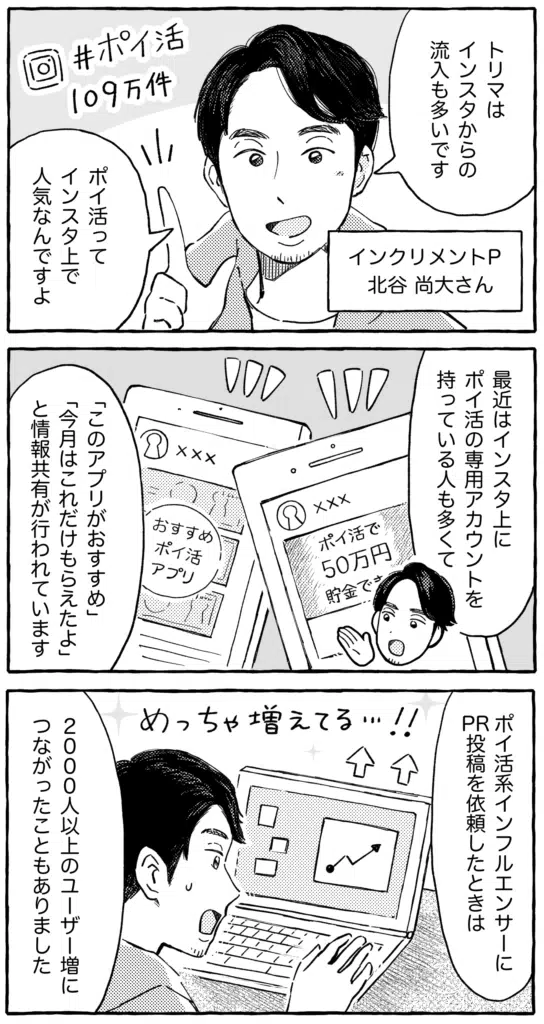 トリマは
インスタからの
流入も多いです
#ポイ活
109万件
ポイ活って
インスタ上で
人気なんですよ
インクリメントP
北谷 尚大さん
最近はインスタ上に
ポイ活の専用アカウントを
持っている人も多くて
×××
ポイ活で
50万円
貯金でき
×××
おすすめ
ポイ活
アプリ
「このアプリがおすすめ」
「今月はこれだけもらえたよ」
と情報共有が行われています
ポイ活系インフルエンサーに
PR投稿を依頼したときは
めっちゃ増えてる…!!
2000人以上のユーザー増に
つながったこともありました